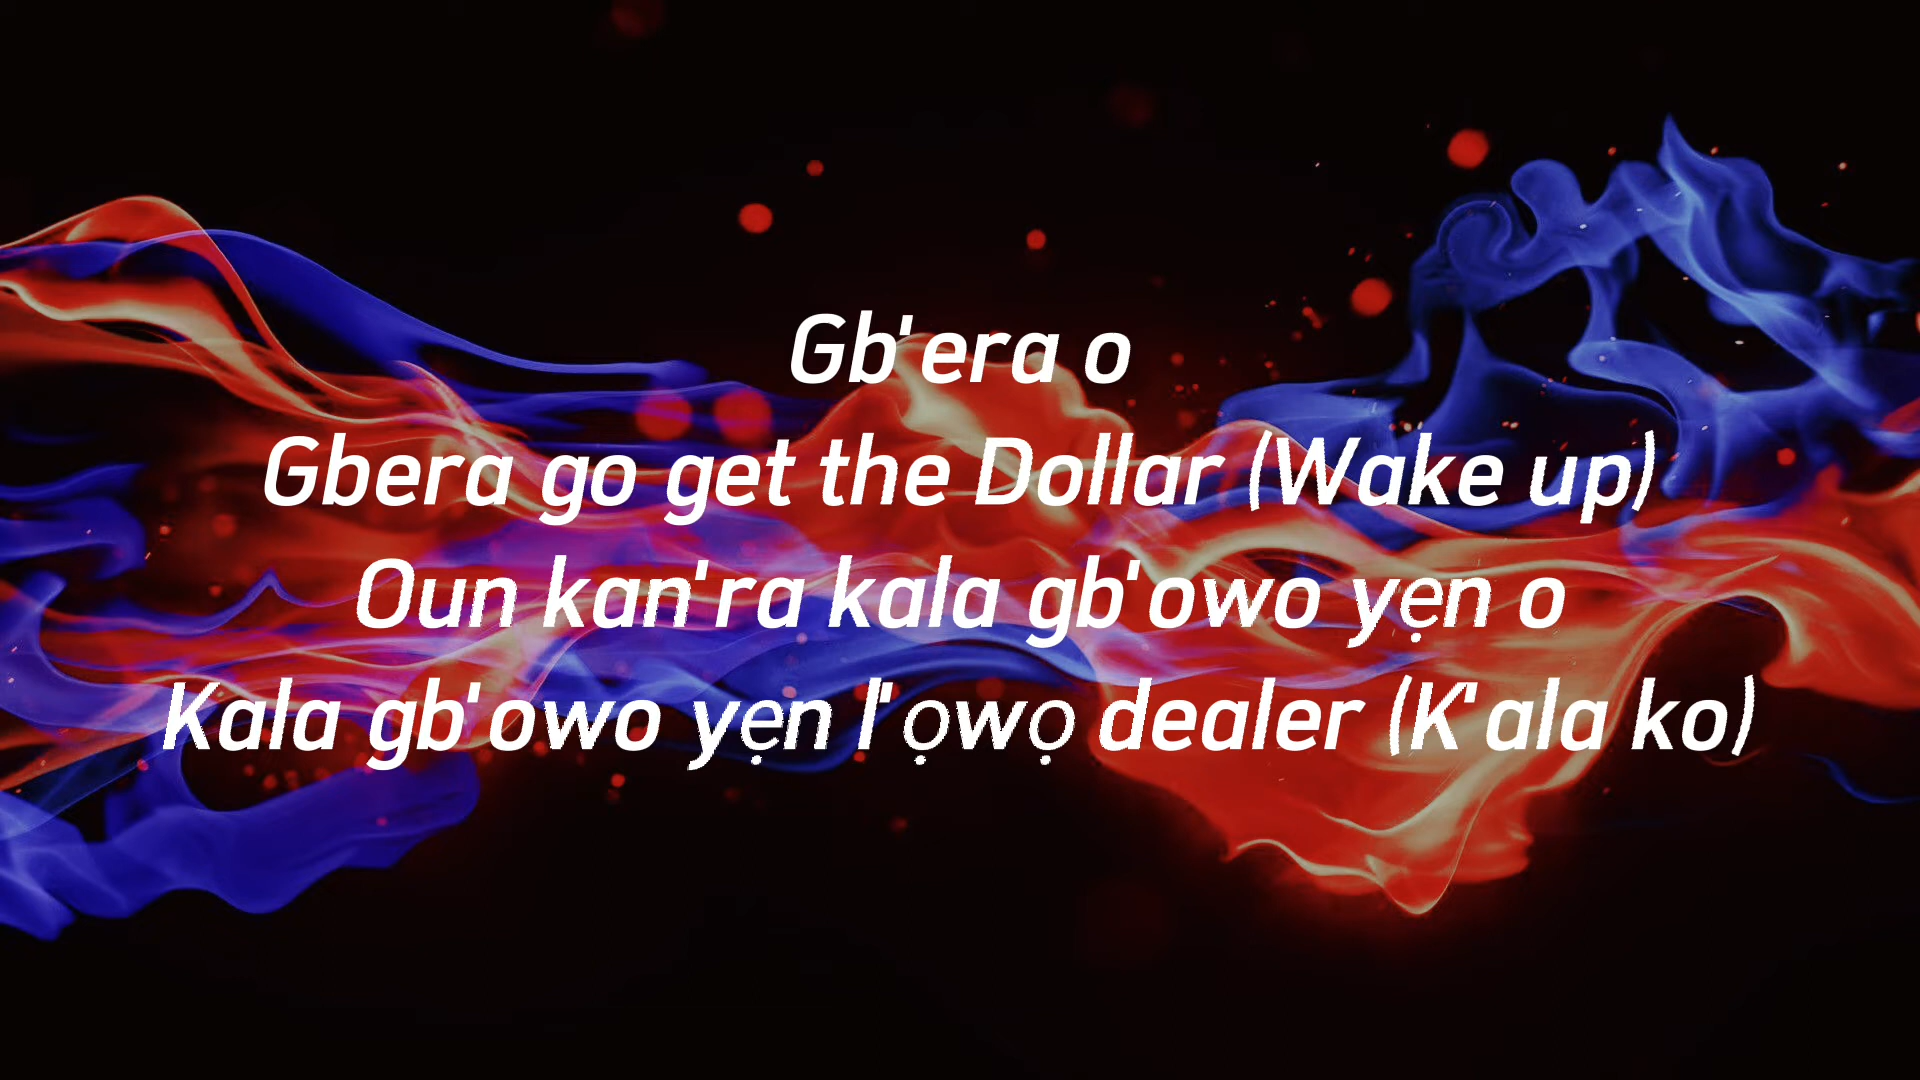 Gb'era o
Gbera go get the Dollar (Wake up)
Oun kan'ra kala gb'owo yẹn o
Kala gb'owo yẹn l'ọwọ dealer (K'ala ko)